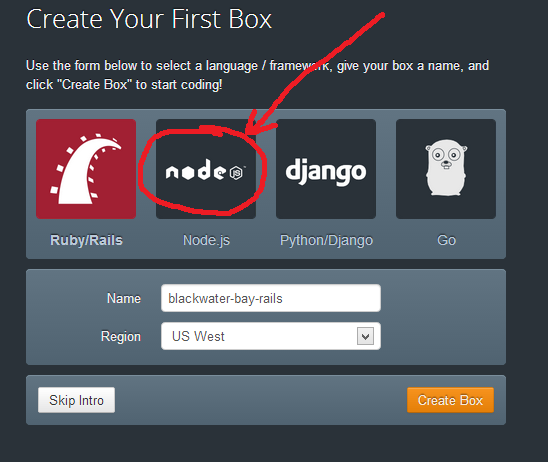 Create Your First Box
Use the form below to select a language / framework, give your box a name, and
click "Create Box" to start coding!
node JS
django
Ruby/Rails
Node.js
Python/Django
Go
Name
blackwater-bay-rails
Region
US West
Skip Intro
Create Box